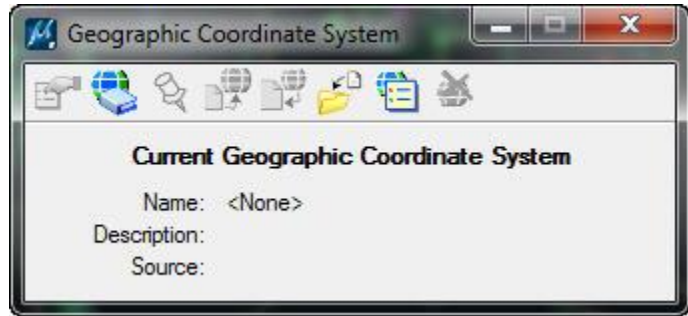 Geographic Coordinate System
Current Geographic Coordinate System
Name: <None>
Description:
Source: